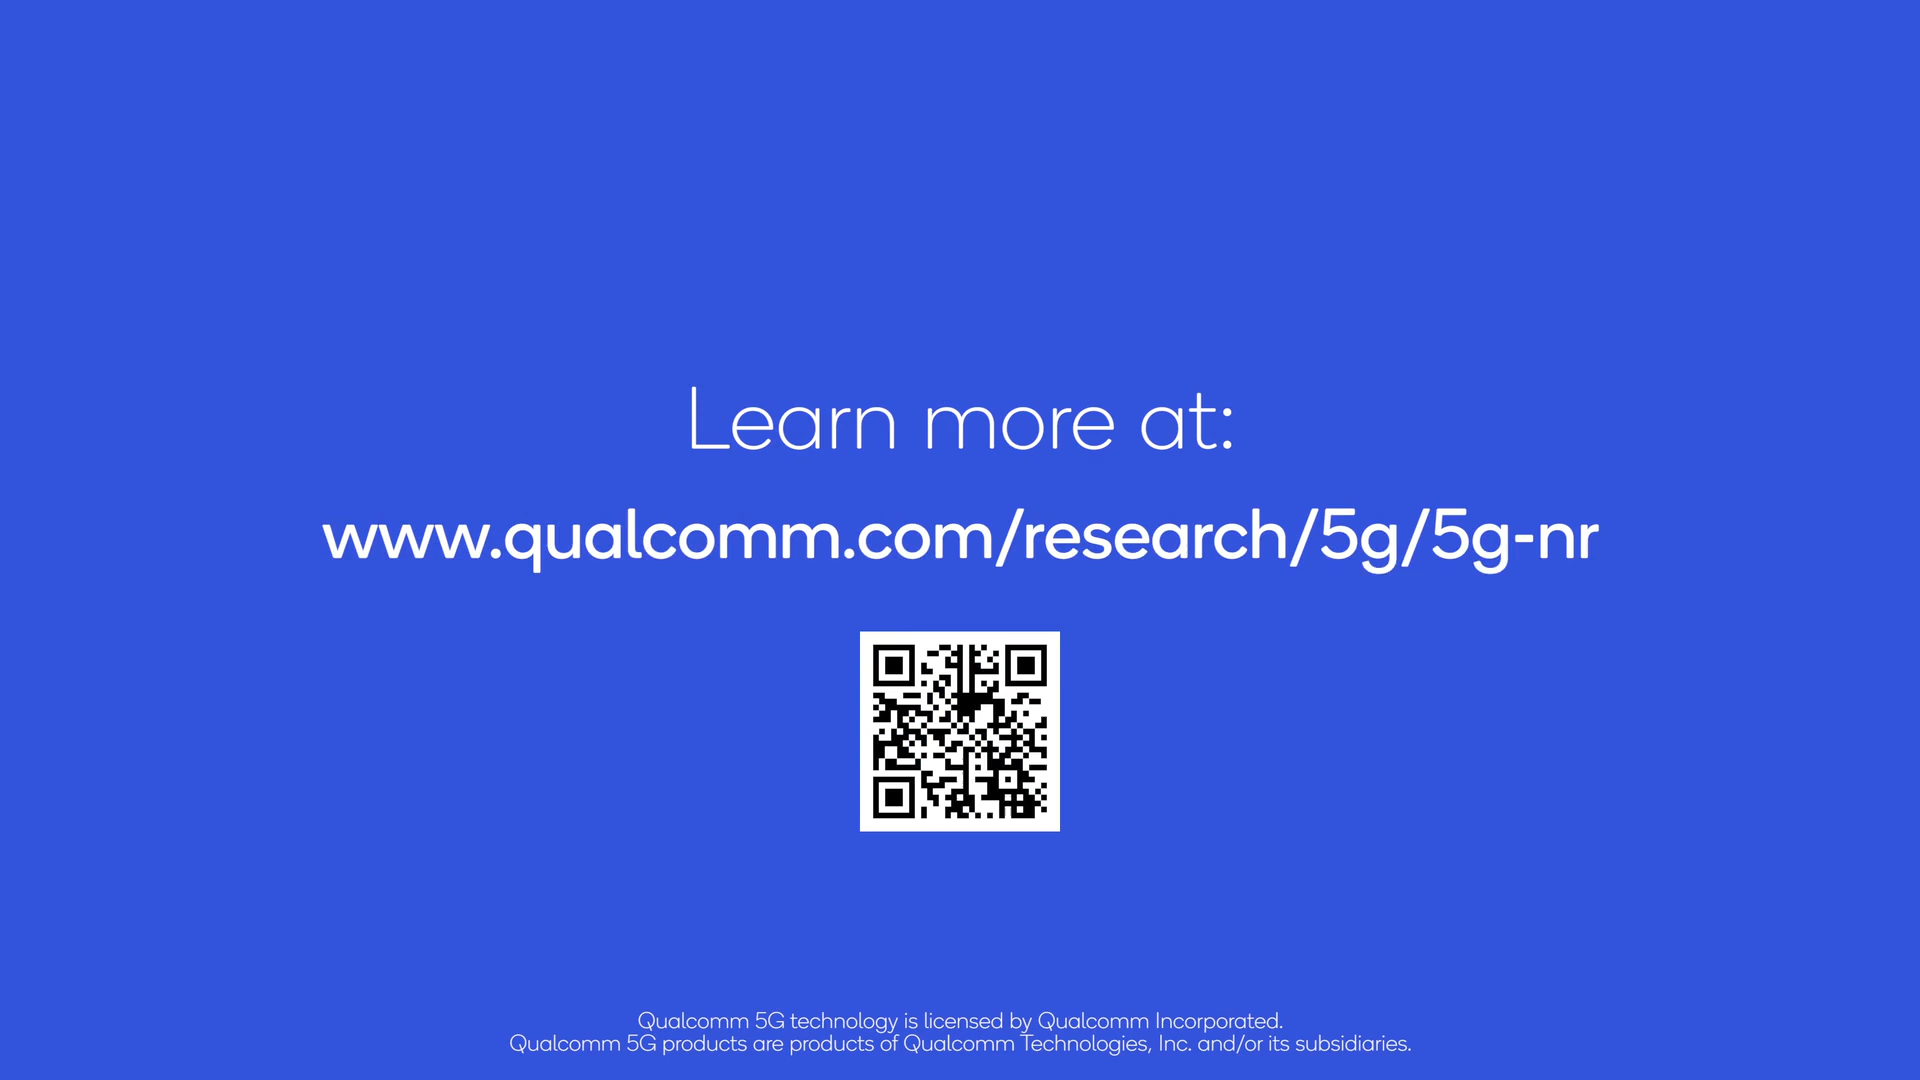 Learn more at:
www.qualcomm.com/research/5g/5g-nr
Qualcomm 5G technology is licensed by Qualcomm Incorporated.
Qualcomm 5G products are products of Qualcomm Technologies, Inc. and/or its subsidiaries.